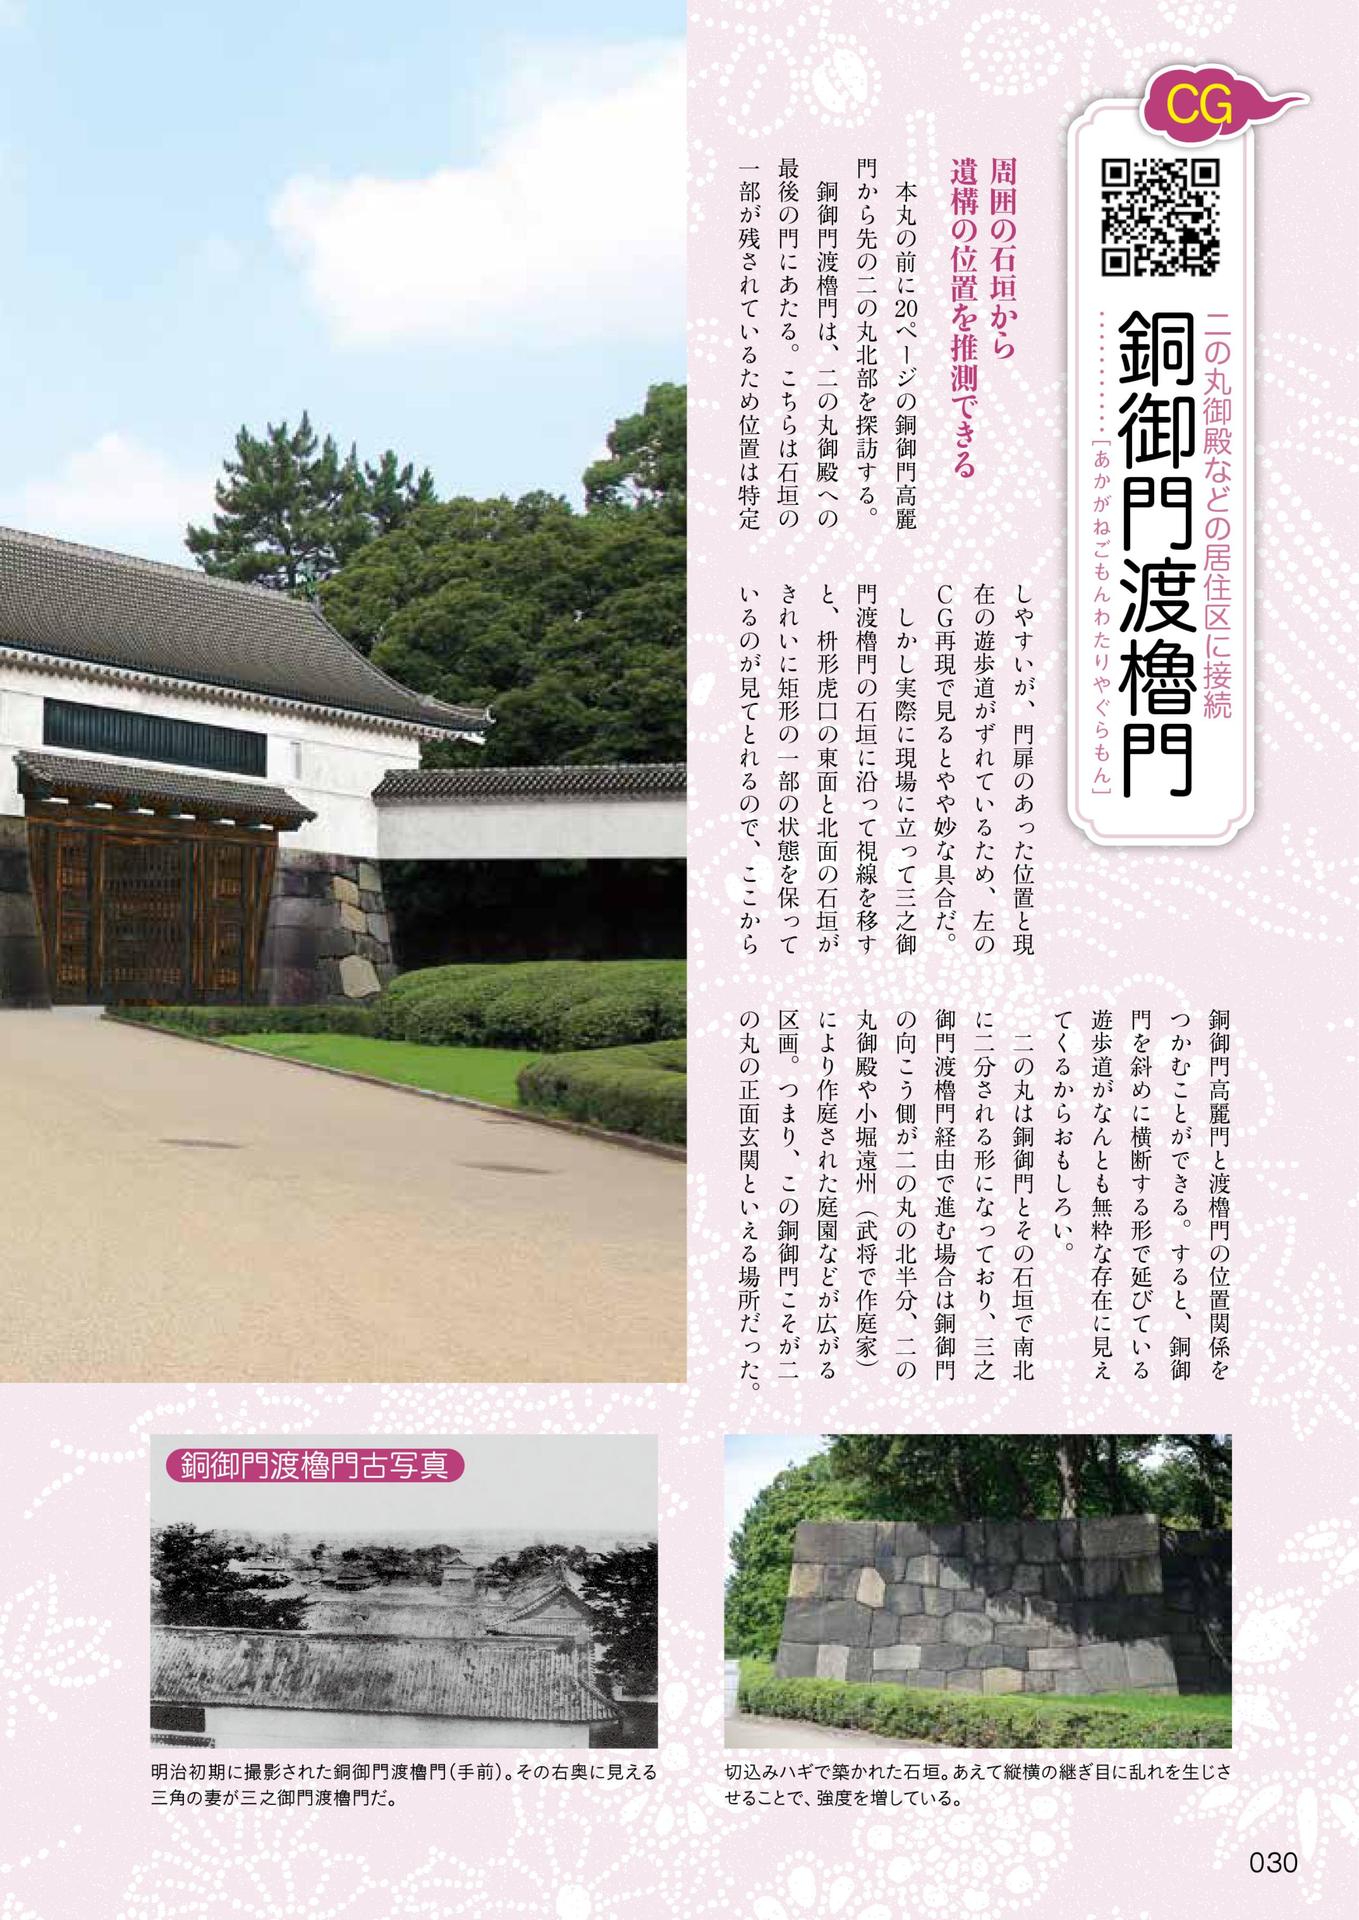 CG
二の丸御殿などの居住区に接続
銅御門渡櫓門
[あかがねごもんわたりやぐらもん]
周囲の石垣から
遺構の位置を推測できる
本丸の前に20ページの銅御門高麗
門から先の二の丸北部を探訪する。
銅御門渡櫓門は、二の丸御殿への
最後の門にあたる。こちらは石垣の
一部が残されているため位置は特定
しやすいが、門扉のあった位置と現
在の遊歩道がずれているため、左の
CG再現で見るとやや妙な具合だ。
しかし実際に現場に立って三之御
門渡櫓門の石垣に沿って視線を移す
と、枡形虎口の東面と北面の石垣が
きれいに矩形の一部の状態を保って
いるのが見てとれるので、ここから
銅御門高麗門と渡櫓門の位置関係を
つかむことができる。すると、銅御
門を斜めに横断する形で延びている
遊歩道がなんとも無粋な存在に見え
てくるからおもしろい。
二の丸は銅御門とその石垣で南北
に二分される形になっており、三之
御門渡櫓門経由で進む場合は銅御門
の向こう側が二の丸の北半分、二の
丸御殿や小堀遠州（武将で作庭家）
により作庭された庭園などが広がる
区画。つまり、この銅御門こそが二
の丸の正面玄関といえる場所だった。
銅御門渡櫓門古写真
明治初期に撮影された銅御門渡櫓門(手前)。その右奥に見える
三角の妻が三之御門渡櫓門だ。
切込みハギで築かれた石垣。あえて縦横の継ぎ目に乱れを生じさ
せることで、強度を増している。
030